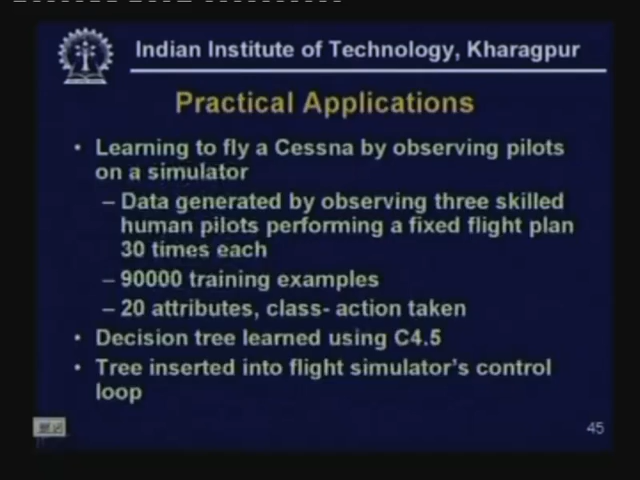 Indian Institute of Technology, Kharagpur
Practical Applications
• Learning to fly a Cessna by observing pilots
on a simulator
– Data generated by observing three skilled
human pilots performing a fixed flight plan
30 times each
– 90000 training examples
– 20 attributes, class- action taken
• Decision tree learned using C4.5
• Tree inserted into flight simulator's control
loop
45